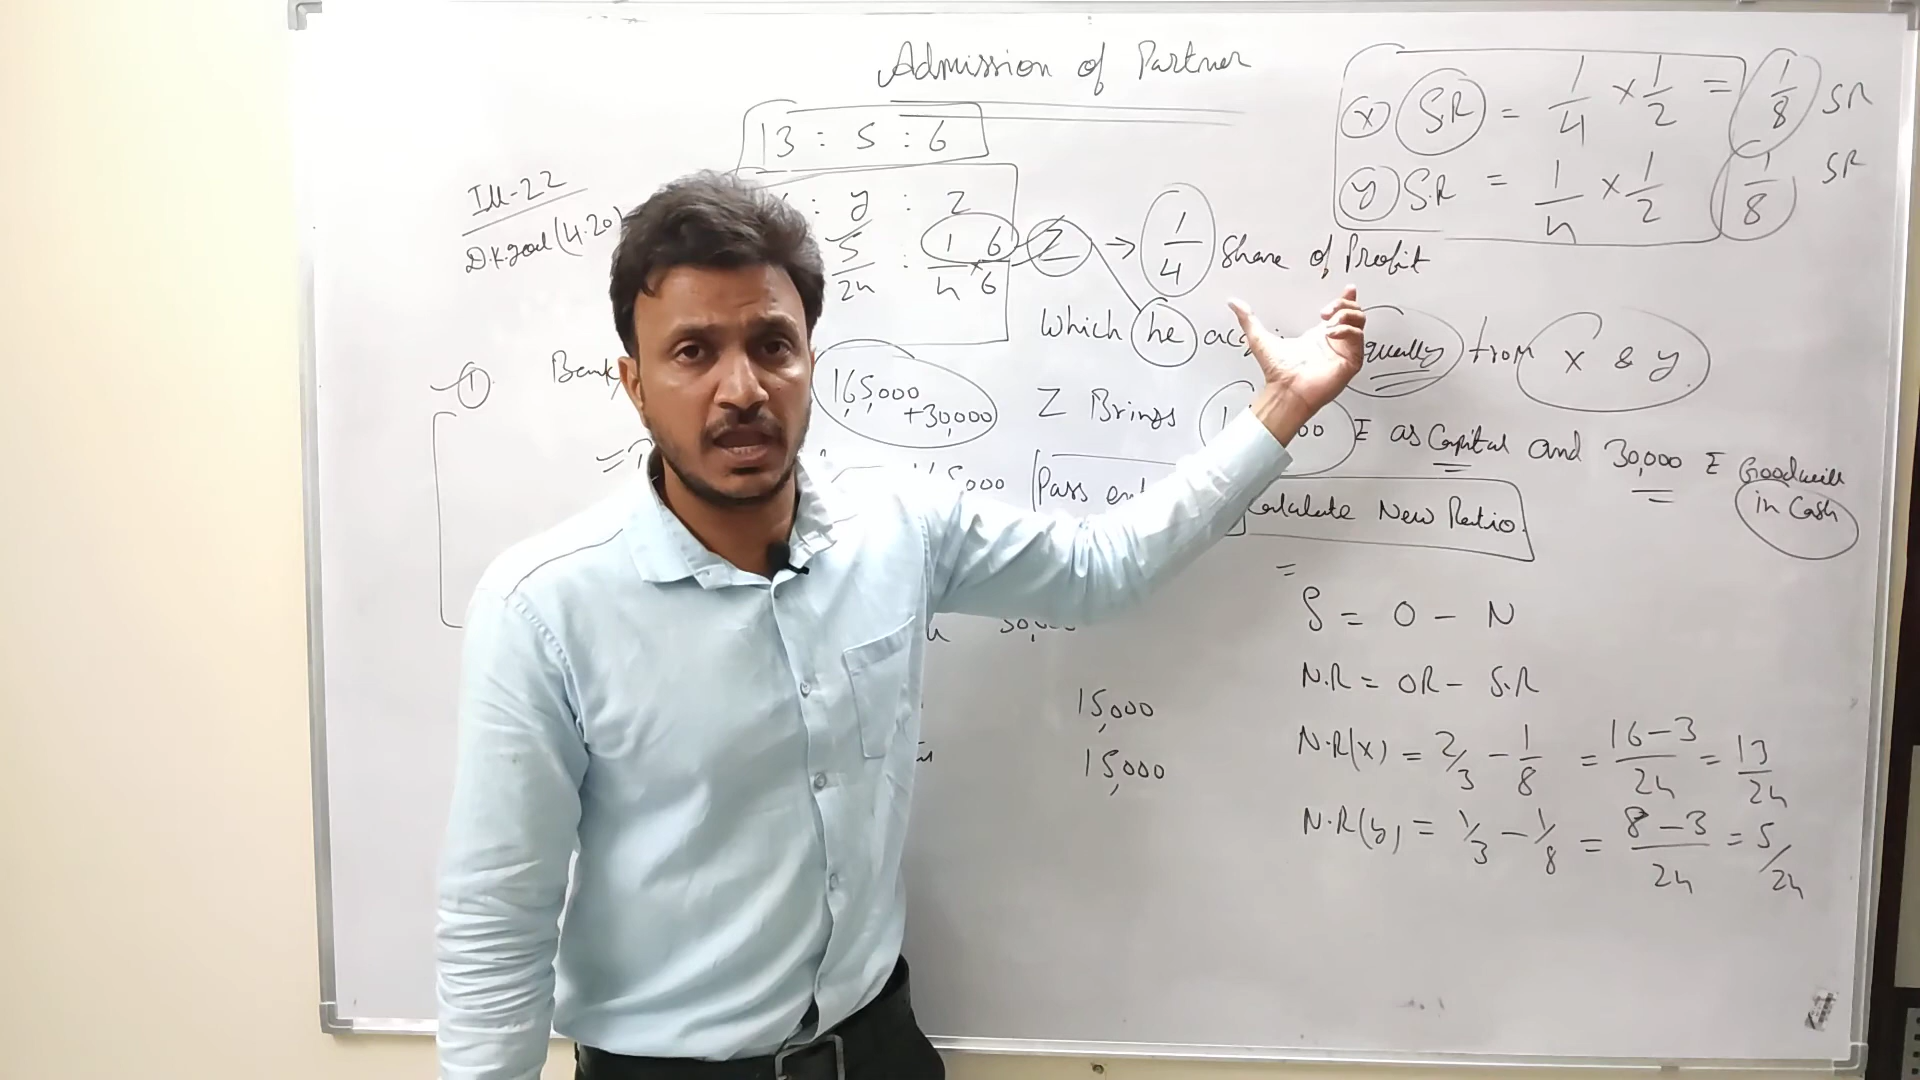 Admission of Partner
13 : 5 : 6
Ill-22
D.K. goel (4.20)
: y : Z
5/24 : 1/4 × 6/6
Z → 1/4 Share of Profit
Which he from X & y.
Z Brings as Capital and 30,000 Goodwill in Cash
Pass
Calculate New Ratio.
(X) S.R = 1/4 × 1/2 = 1/8 SR
(y) S.R = 1/4 × 1/2 1/8 SR
① Bank
165,000
+30,000
15,000
15,000
=
S = O - N
N.R = OR - S.R
N.R(X) = 2/3 - 1/8 = 16-3/24 = 13/24
N.R(y) = 1/3 - 1/8 = 8-3/24 = 5/24